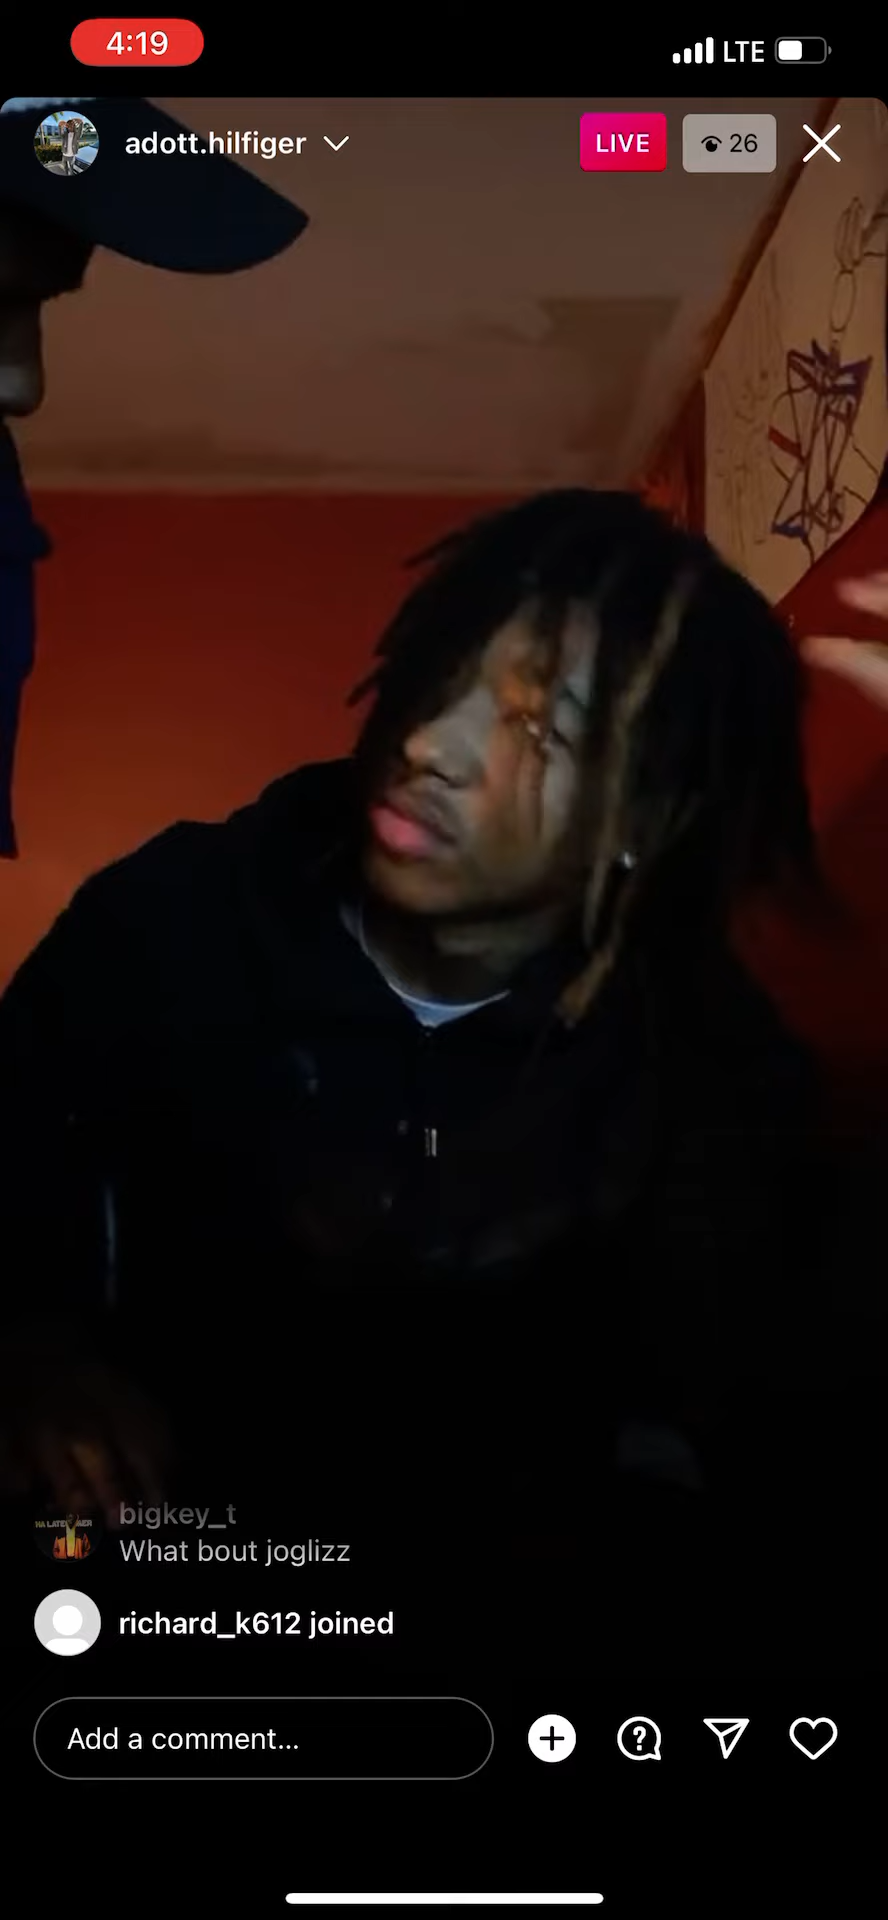 4:19
LTE
adott.hilfiger
LIVE
26
bigkey_t
What bout joglizz
richard_k612 joined
Add a comment...